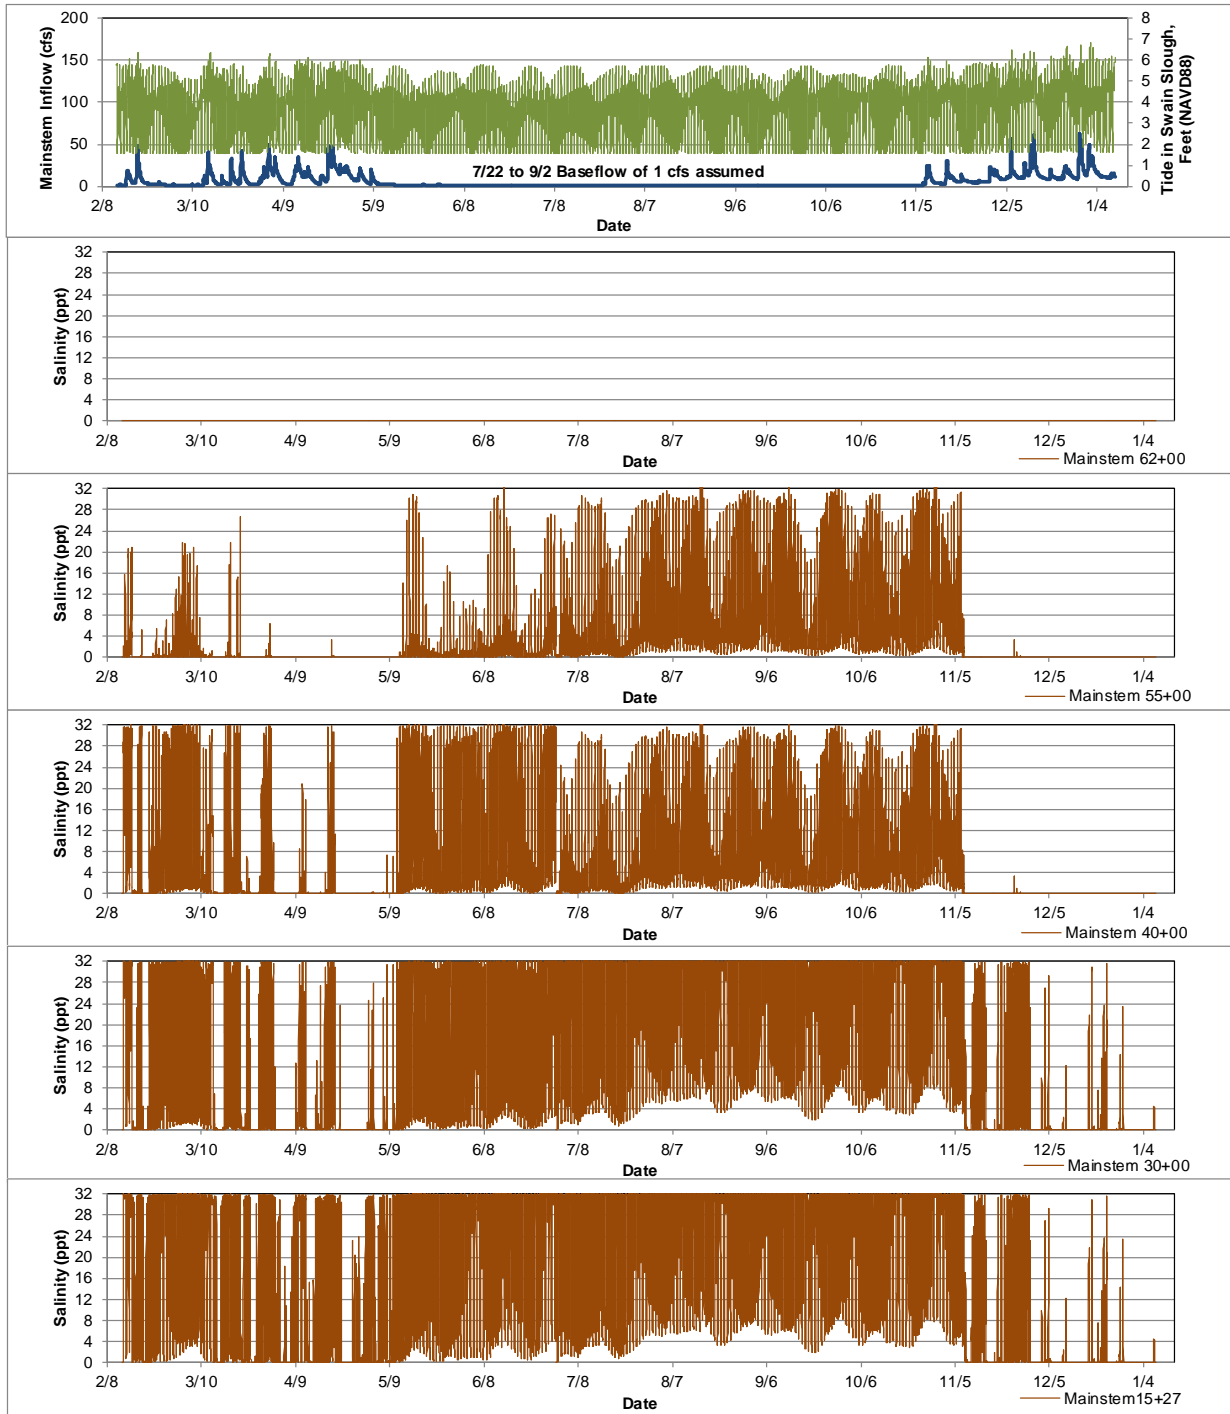 Mainstem Inflow (cfs)
200
150
100
50
0
8
7
6
5
4
3
2
1
0
Tide in Swain Slough,
Feet (NAVD88)
7/22 to 9/2 Baseflow of 1 cfs assumed
2/8 3/10 4/9 5/9 6/8 7/8 8/7 9/6 10/6 11/5 12/5 1/4
Date
Salinity (ppt)
32
28
24
20
16
12
8
4
0
2/8 3/10 4/9 5/9 6/8 7/8 8/7 9/6 10/6 11/5 12/5 1/4
Date
Mainstem 62+00
Salinity (ppt)
32
28
24
20
16
12
8
4
0
2/8 3/10 4/9 5/9 6/8 7/8 8/7 9/6 10/6 11/5 12/5 1/4
Date
Mainstem 55+00
Salinity (ppt)
32
28
24
20
16
12
8
4
0
2/8 3/10 4/9 5/9 6/8 7/8 8/7 9/6 10/6 11/5 12/5 1/4
Date
Mainstem 40+00
Salinity (ppt)
32
28
24
20
16
12
8
4
0
2/8 3/10 4/9 5/9 6/8 7/8 8/7 9/6 10/6 11/5 12/5 1/4
Date
Mainstem 30+00
Salinity (ppt)
32
28
24
20
16
12
8
4
0
2/8 3/10 4/9 5/9 6/8 7/8 8/7 9/6 10/6 11/5 12/5 1/4
Date
Mainstem15+27